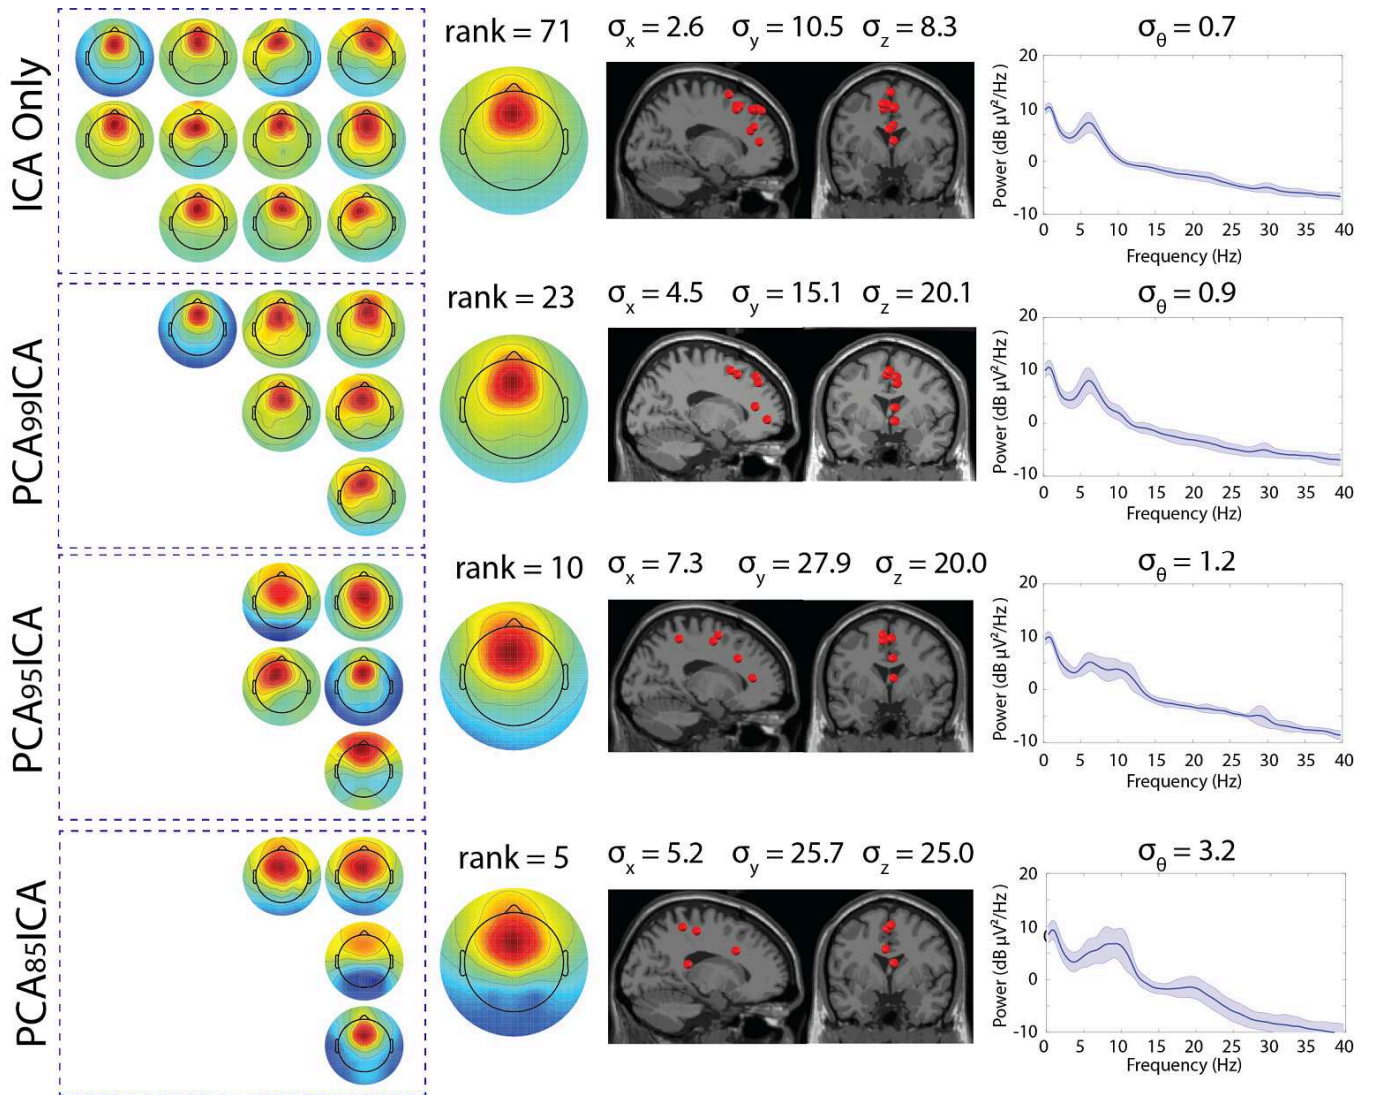 ICA Only
rank = 71
σx = 2.6 σy = 10.5 σz = 8.3
σθ = 0.7
Power (dB µV²/Hz)
20
10
0
-10
0 5 10 15 20 25 30 35 40
Frequency (Hz)
PCA99ICA
rank = 23
σx = 4.5 σy = 15.1 σz = 20.1
σθ = 0.9
Power (dB µV²/Hz)
20
10
0
-10
0 5 10 15 20 25 30 35 40
Frequency (Hz)
PCA95ICA
rank = 10
σx = 7.3 σy = 27.9 σz = 20.0
σθ = 1.2
Power (dB µV²/Hz)
20
10
0
-10
0 5 10 15 20 25 30 35 40
Frequency (Hz)
PCA85ICA
rank = 5
σx = 5.2 σy = 25.7 σz = 25.0
σθ = 3.2
Power (dB µV²/Hz)
20
10
0
-10
0 5 10 15 20 25 30 35 40
Frequency (Hz)